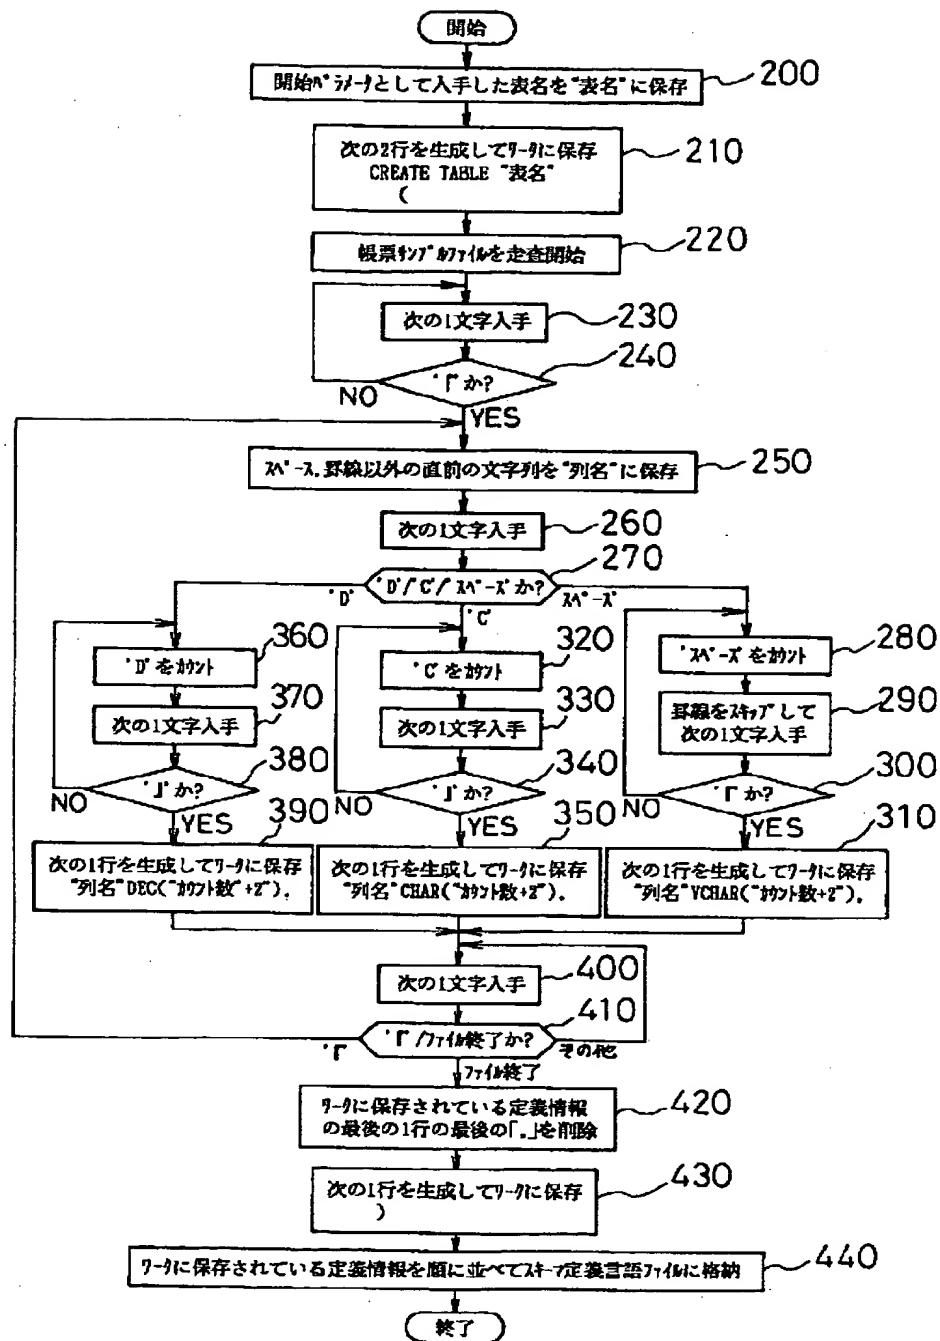 開始
開始ﾊﾟﾗﾒｰﾀとして入手した表名を"表名"に保存
200
次の2行を生成してﾜｰｸに保存
CREATE TABLE "表名"
(
210
帳票ｻﾝﾌﾟﾙﾌｧｲﾙを走査開始
220
次の1文字入手
230
'「'か?
240
NO
YES
ｽﾍﾟｰｽ,罫線以外の直前の文字列を"列名"に保存
250
次の1文字入手
260
'D'/'C'/'ｽﾍﾟｰｽ'か?
270
'D'
'C'
'ｽﾍﾟｰｽ'
'D'をｶｳﾝﾄ
360
'C'をｶｳﾝﾄ
320
'ｽﾍﾟｰｽ'をｶｳﾝﾄ
280
次の1文字入手
370
次の1文字入手
330
罫線をｽｷｯﾌﾟして
次の1文字入手
290
'」'か?
380
'」'か?
340
300
NO
YES
NO
YES
NO
YES
次の1行を生成してﾜｰｸに保存
"列名"DEC("ｶｳﾝﾄ数"+2").
390
次の1行を生成してﾜｰｸに保存
"列名"CHAR("ｶｳﾝﾄ数+2").
350
次の1行を生成してﾜｰｸに保存
"列名"VCHAR("ｶｳﾝﾄ数+2").
310
次の1文字入手
400
'「'/ﾌｧｲﾙ終了か?
410
'「'
その他
ﾌｧｲﾙ終了
ﾜｰｸに保存されている定義情報
の最後の1行の最後の「.」を削除
420
次の1行を生成してﾜｰｸに保存
)
430
ﾜｰｸに保存されている定義情報を順に並べてｽｷｰﾏ定義言語ﾌｧｲﾙに格納
440
終了